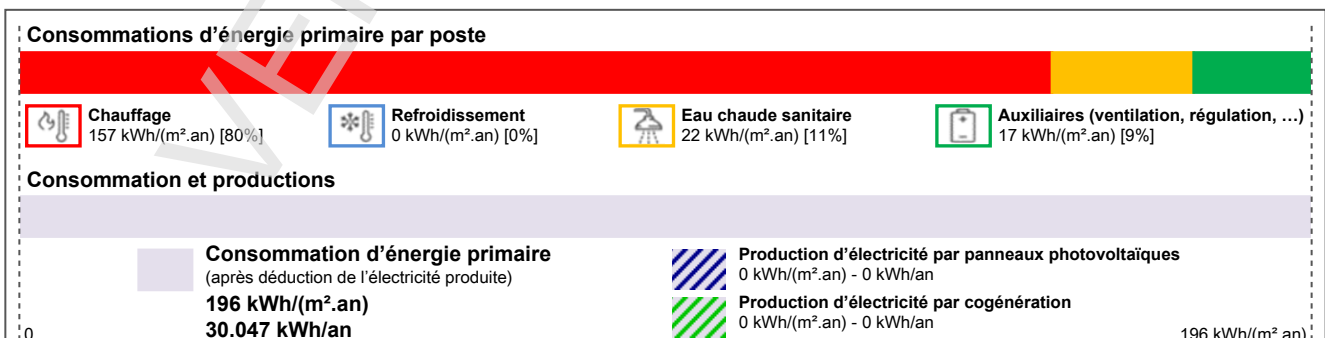 Consommations d'énergie primaire par poste
Chauffage
157 kWh/(m².an) [80%]
Refroidissement
0 kWh/(m².an) [0%]
Eau chaude sanitaire
22 kWh/(m².an) [11%]
Auxiliaires (ventilation, régulation, …)
17 kWh/(m².an) [9%]
Consommation et productions
Consommation d'énergie primaire
(après déduction de l'électricité produite)
196 kWh/(m².an)
30.047 kWh/an
Production d'électricité par panneaux photovoltaïques
0 kWh/(m².an) - 0 kWh/an
Production d'électricité par cogénération
0 kWh/(m².an) - 0 kWh/an
0
196 kWh/(m².an)